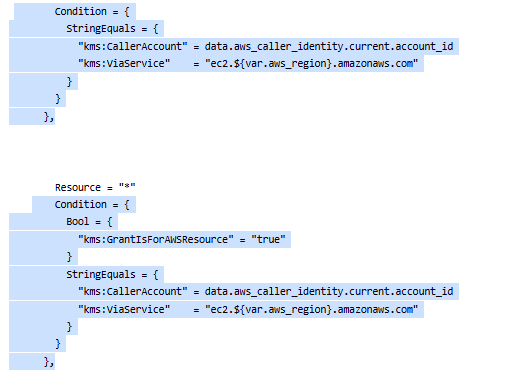 Condition = {
StringEquals = {
"kms:CallerAccount" = data.aws_caller_identity.current.account_id
"kms:ViaService"    = "ec2.${var.aws_region}.amazonaws.com"
}
}
},
Resource = "*"
Condition = {
Bool = {
"kms:GrantIsForAWSResource" = "true"
}
StringEquals = {
"kms:CallerAccount" = data.aws_caller_identity.current.account_id
"kms:ViaService"    = "ec2.${var.aws_region}.amazonaws.com"
}
}
},